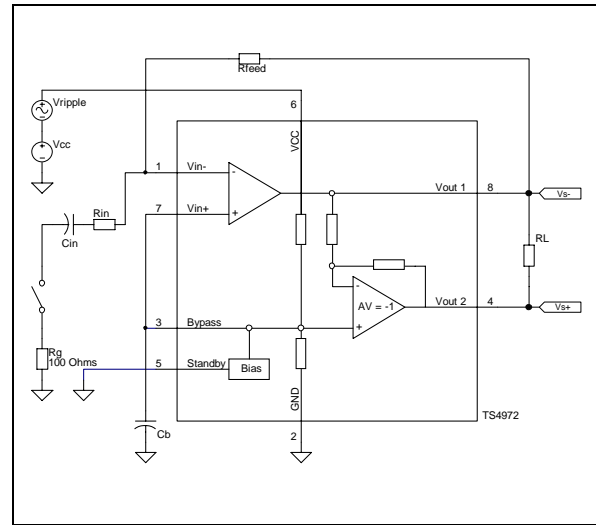 Rfeed
Vripple
6
Vcc
VCC
1
Vin-
-
Vout 1
8
Vs-
7
Vin+
+
Rin
Cin
RL
-
AV = -1
Vout 2
4
Vs+
3
Bypass
+
Rg
100 Ohms
5
Standby
Bias
GND
TS4972
Cb
2